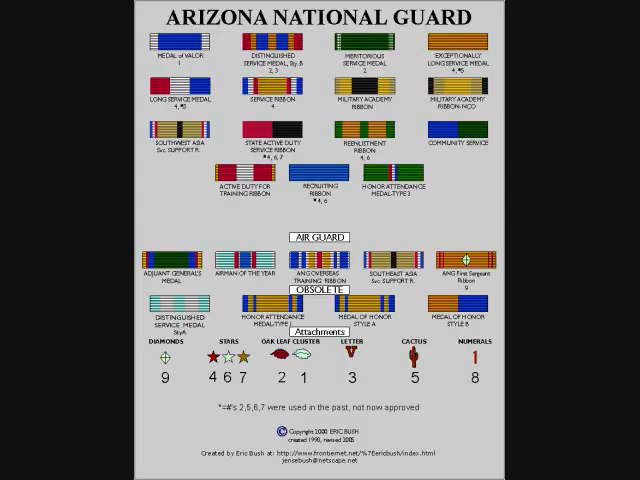 ARIZONA NATIONAL GUARD
MEDAL of VALOR
1
DISTINGUISHED
SERVICE MEDAL, Sty. B
2, 3
MERITORIOUS
SERVICE MEDAL
2
EXCEPTIONALLY
LONG SERVICE MEDAL
4, *5
LONG SERVICE MEDAL
4, *5
SERVICE RIBBON
4
MILITARY ACADEMY
RIBBON
MILITARY ACADEMY
RIBBON-NCO
SOUTHWEST ASIA
Svc. SUPPORT R.
STATE ACTIVE DUTY
SERVICE RIBBON
*4, 6, 7
REENLISTMENT
RIBBON
4, 6
COMMUNITY SERVICE
ACTIVE DUTY FOR
TRAINING RIBBON
RECRUITING
RIBBON
*4, 6
HONOR ATTENDANCE
MEDAL-TYPE 3
AIR GUARD
ADJUANT GENERAL'S
MEDAL
AIRMAN OF THE YEAR
ANG OVERSEAS
TRAINING RIBBON
SOUTHEAST ASIA
Svc. SUPPORT R.
ANG First Sergeant
Ribbon
9
OBSOLETE
DISTINGUISHED
SERVICE MEDAL
StyA
HONOR ATTENDANCE
MEDAL-TYPE 1
MEDAL OF HONOR
STYLE A
MEDAL OF HONOR
STYLE B
Attachments
DIAMONDS STARS OAK LEAF CLUSTER LETTER CACTUS NUMERALS
V 1
9 4 6 7 2 1 3 5 8
*=#'s 2,5,6,7 were used in the past, not now approved
© Copyright 2000 ERIC BUSH
created 1998, revised 2005
Created by Eric Bush at: http://www.frontiernet.net/%7Eericbush/index.html
jensebush@netscape.net